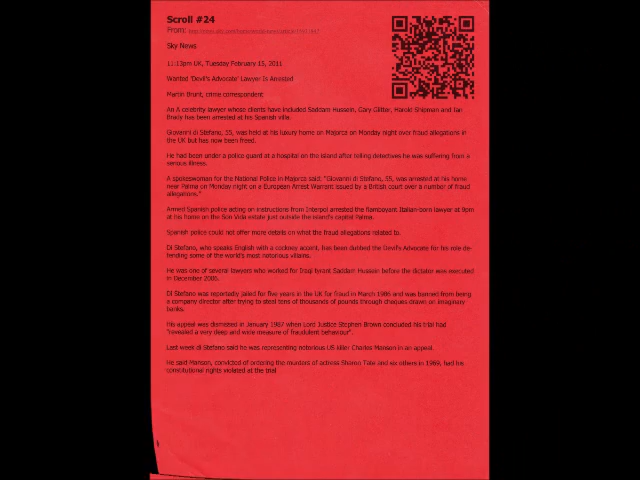 Scroll #24
From:
Sky News
11:13pm UK, Tuesday February 15, 2011
Wanted 'Devil's Advocate' Lawyer Is Arrested
Martin Brunt, crime correspondent
An A celebrity lawyer whose clients have included Saddam Hussein, Gary Glitter, Harold Shipman and Ian
Brady has been arrested at his Spanish villa.
Giovanni di Stefano, 55, was held at his luxury home on Majorca on Monday night over fraud allegations in
the UK but has now been freed.
He had been under a police guard at a hospital on the island after telling detectives he was suffering from a
serious illness.
A spokeswoman for the National Police in Majorca said: "Giovanni di Stefano, 55, was arrested at his home
near Palma on Monday night on a European Arrest Warrant issued by a British court over a number of fraud
allegations."
Armed Spanish police acting on instructions from Interpol arrested the flamboyant Italian-born lawyer at 9pm
at his home on the Son Vida estate just outside the island's capital Palma.
Spanish police could not offer more details on what the fraud allegations related to.
Di Stefano, who speaks English with a cockney accent, has been dubbed the Devil's Advocate for his role de-
fending some of the world's most notorious villains.
He was one of several lawyers who worked for Iraqi tyrant Saddam Hussein before the dictator was executed
in December 2006.
Di Stefano was reportedly jailed for five years in the UK for fraud in March 1986 and was banned from being
a company director after trying to steal tens of thousands of pounds through cheques drawn on imaginary
banks.
His appeal was dismissed in January 1987 when Lord Justice Stephen Brown concluded his trial had
"revealed a very deep and wide measure of fraudulent behaviour".
Last week di Stefano said he was representing notorious US killer Charles Manson in an appeal.
He said Manson, convicted of ordering the murders of actress Sharon Tate and six others in 1969, had his
constitutional rights violated at the trial